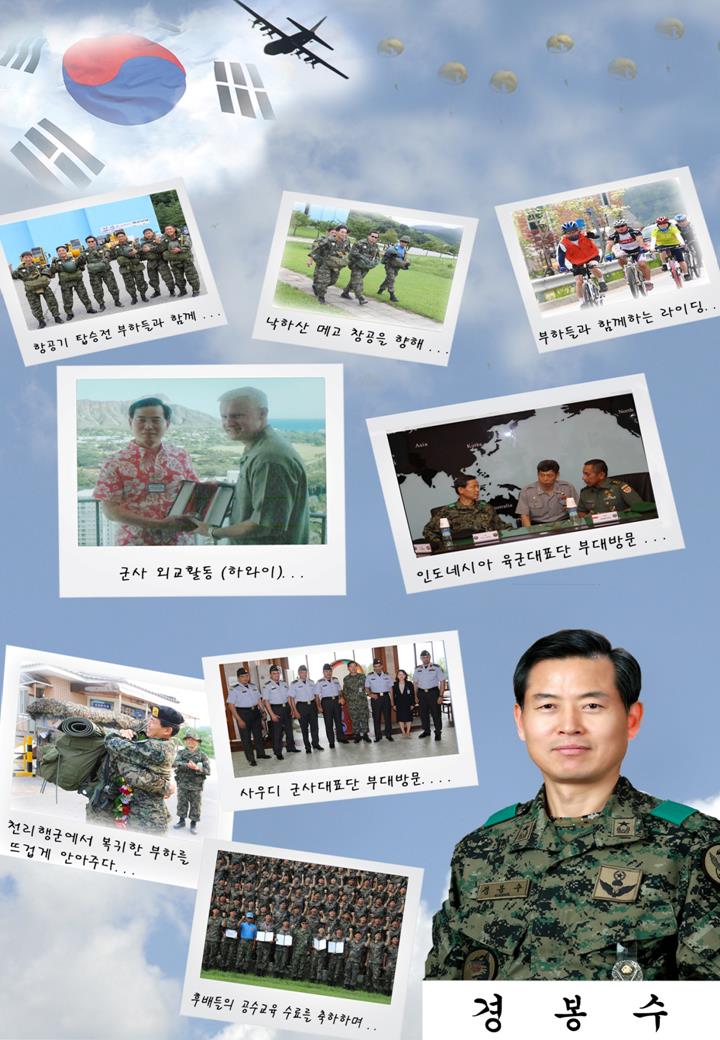 항공기 탑승전 부하들과 함께 ...
낙하산 메고 창공을 향해 ...
부하들과 함께하는 라이딩..
Asia
North
군사 외교활동 (하와이)...
인도네시아 육군대표단 부대방문 ...
사우디 군사대표단 부대방문....
천리행군에서 복귀한 부하를
뜨겁게 안아주다...
후배들의 공수교육 수료를 축하하며..
경봉수
경 봉 수